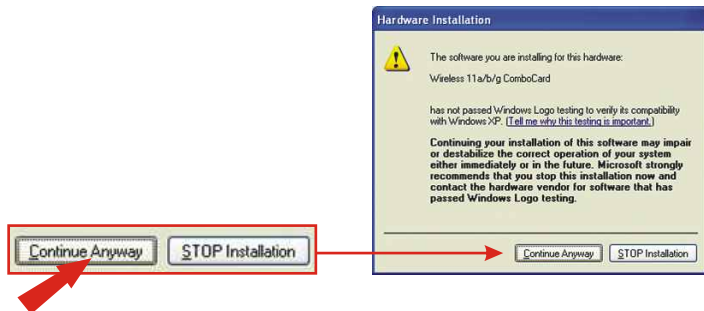 Hardware Installation
The software you are installing for this hardware:
Wireless 11a/b/g ComboCard
has not passed Windows Logo testing to verify its compatibility
with Windows XP. (Tell me why this testing is important.)
Continuing your installation of this software may impair
or destabilize the correct operation of your system
either immediately or in the future. Microsoft strongly
recommends that you stop this installation now and
contact the hardware vendor for software that has
passed Windows Logo testing.
Continue Anyway STOP Installation
Continue Anyway STOP Installation